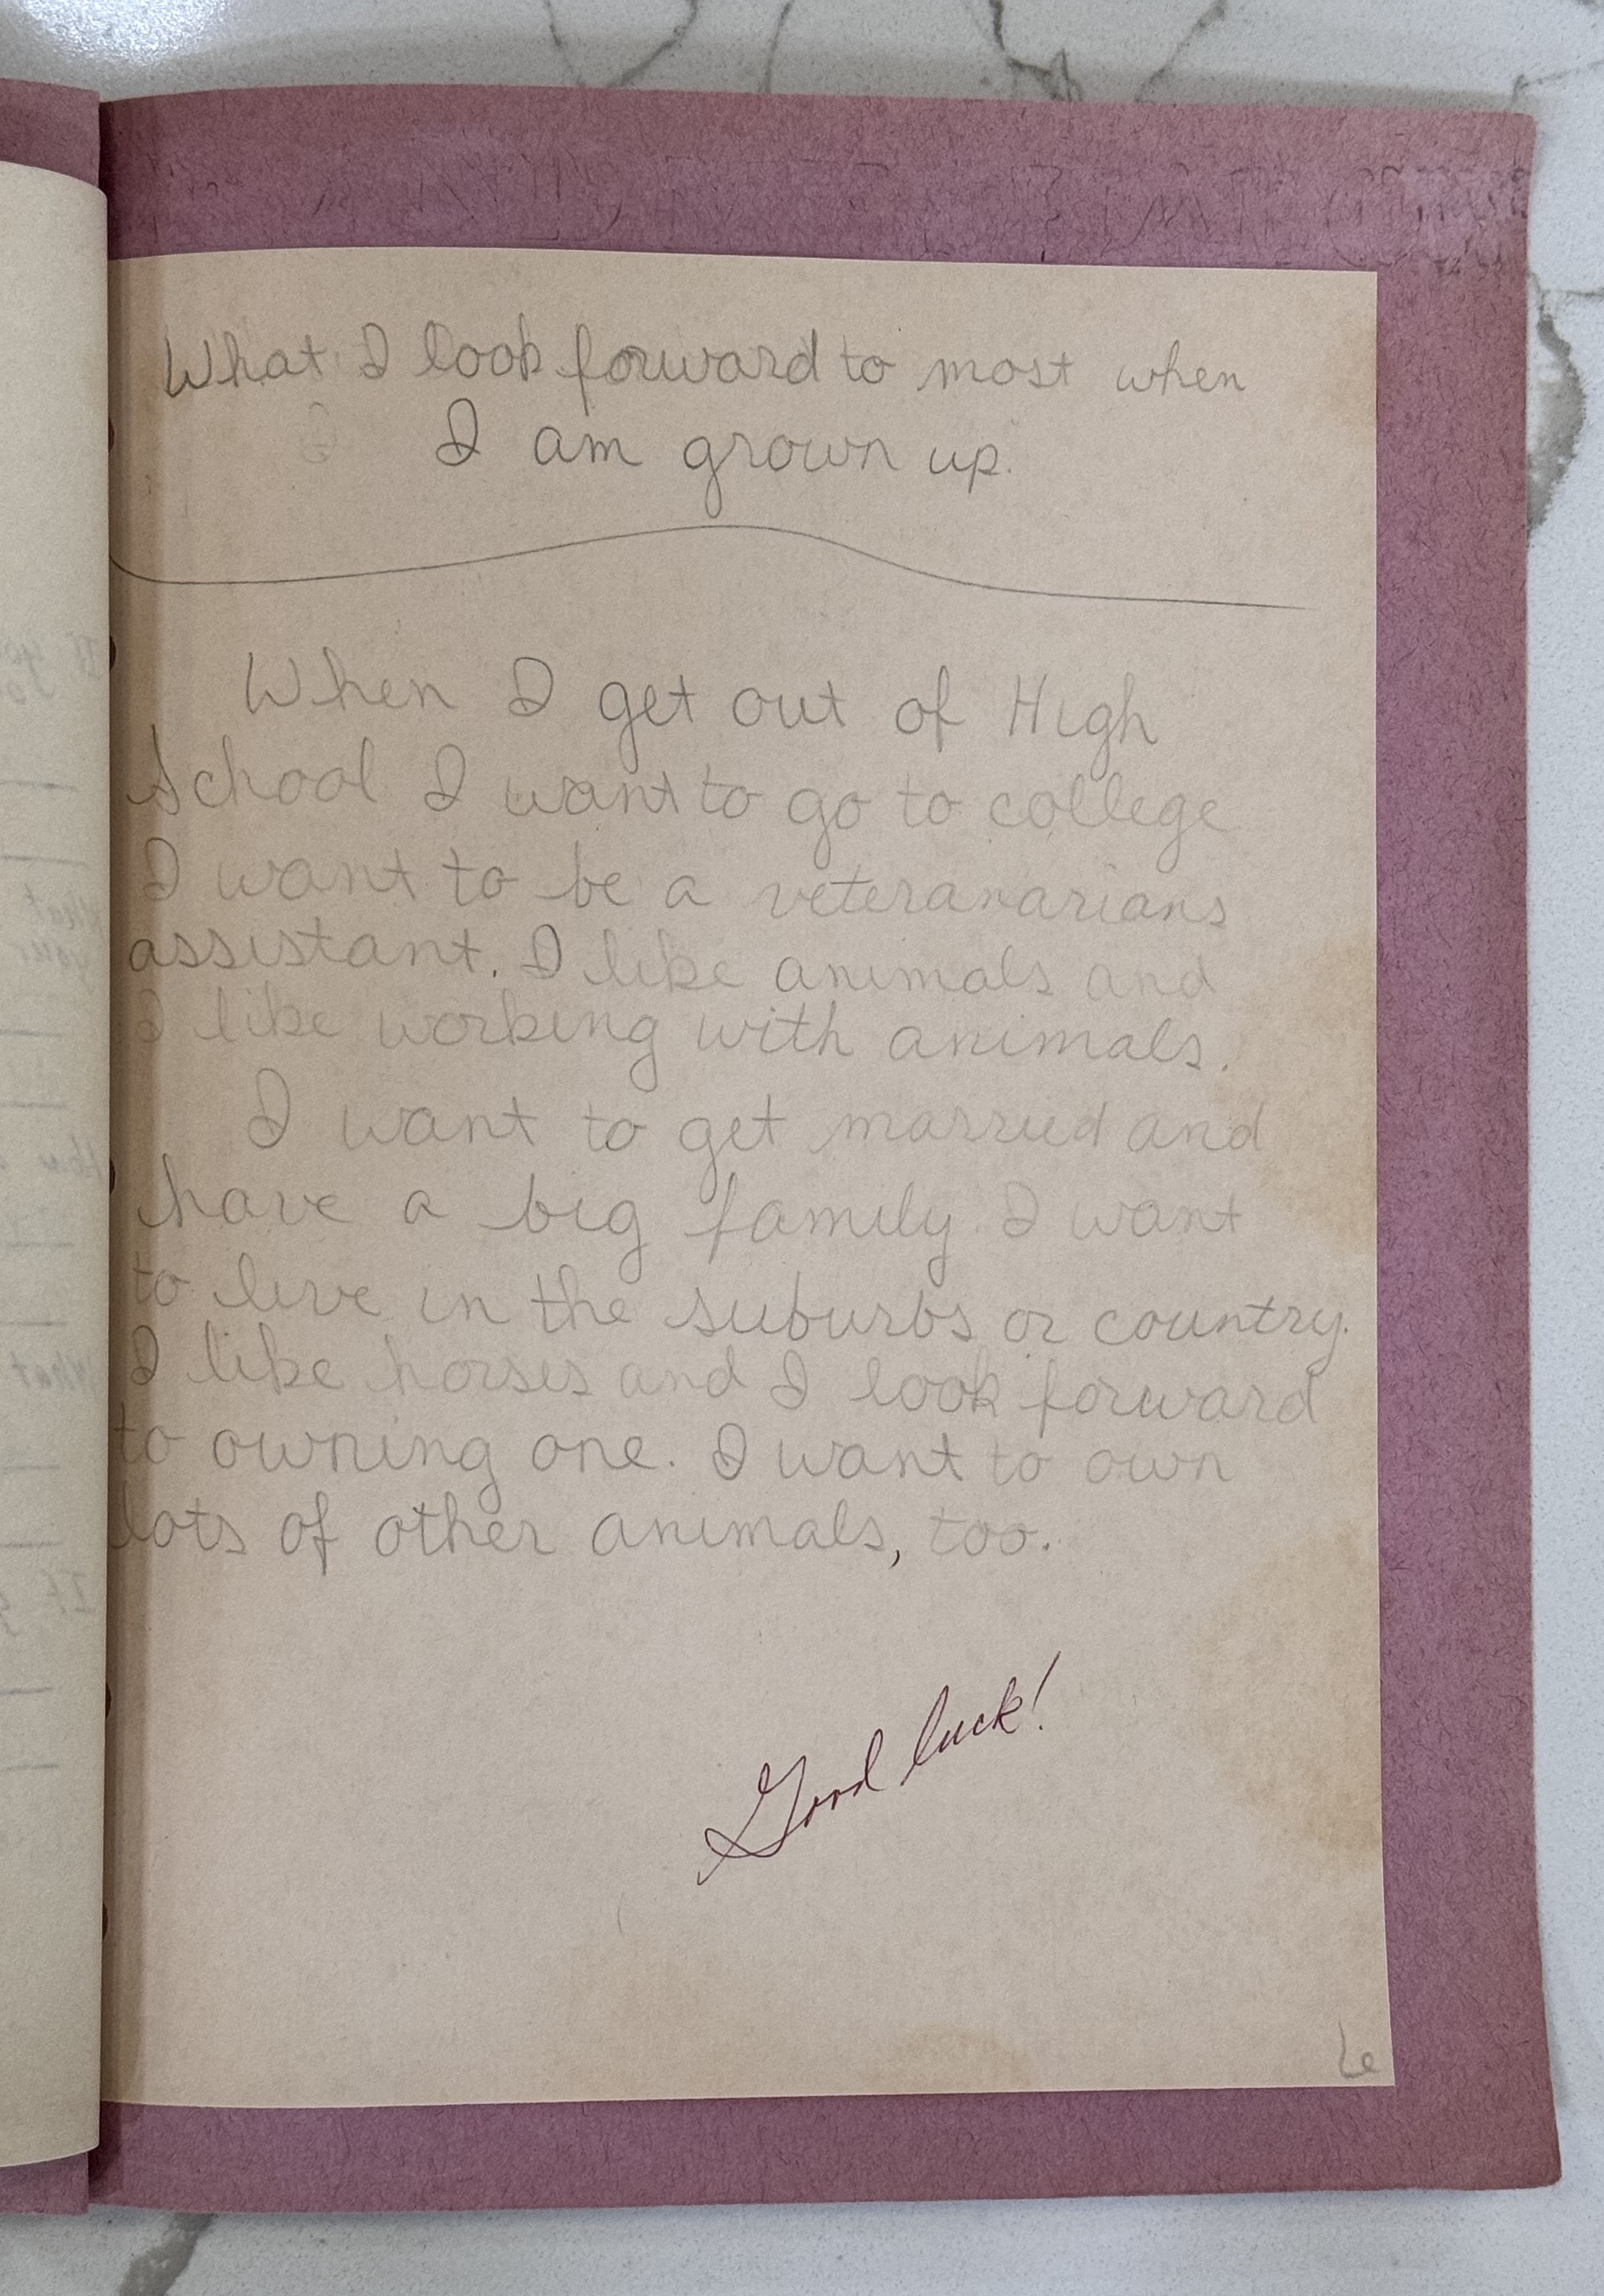 What I look forward to most when
I am grown up.
When I get out of High
School I want to go to college
I want to be a veteranarians
assistant. I like animals and
I like working with animals.
I want to get married and
have a big family. I want
to live in the suburbs or country.
I like horses and I look forward
to owning one. I want to own
lots of other animals, too.
Good luck!
6